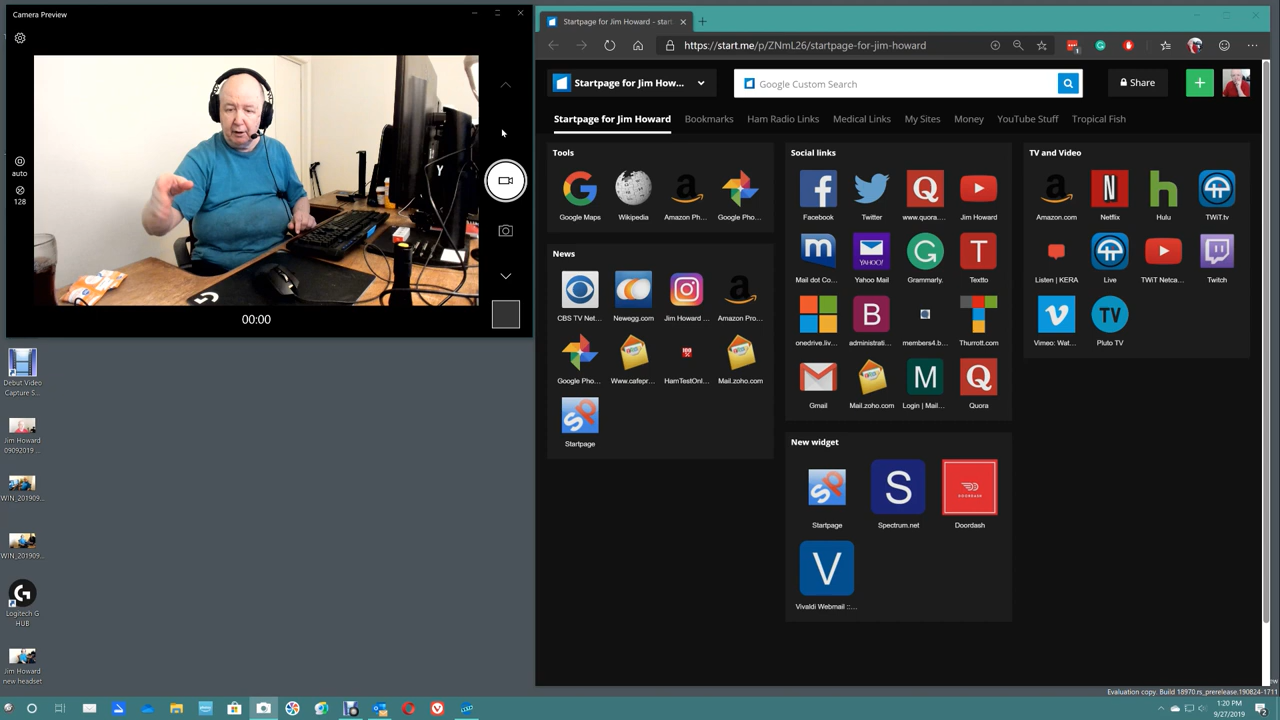 Camera Preview
auto
128
00:00
Debut Video
Capture S...
Jim Howard
09092019 ...
WIN_201909...
WIN_201909...
Logitech G
HUB
Jim Howard
new headset
Startpage for Jim Howard - start
https://start.me/p/ZNmL26/startpage-for-jim-howard
Startpage for Jim How...
Google Custom Search
Share
Startpage for Jim Howard
Bookmarks
Ham Radio Links
Medical Links
My Sites
Money
YouTube Stuff
Tropical Fish
Tools
Google Maps
Wikipedia
Amazon Ph...
Google Pho...
News
CBS TV Net...
Newegg.com
Jim Howard ...
Amazon Pro...
Google Pho...
Www.cafepr...
HamTestOnl...
Mail.zoho.com
Startpage
Social links
Facebook
Twitter
www.quora....
Jim Howard
Mail dot Co...
YAHOO!
Yahoo Mail
Grammarly.
Textto
onedrive.liv...
administrati...
members4.b...
Thurrott.com
Gmail
Mail.zoho.com
Login | Mail...
Quora
New widget
Startpage
Spectrum.net
DOORDASH
Doordash
Vivaldi Webmail ::...
TV and Video
Amazon.com
Netflix
Hulu
TWiT.tv
Listen | KERA
Live
TWiT Netca...
Twitch
TV
Vimeo: Wat...
Pluto TV
Evaluation copy. Build 18970.rs_prerelease.190824-1711
1:20 PM
9/27/2019